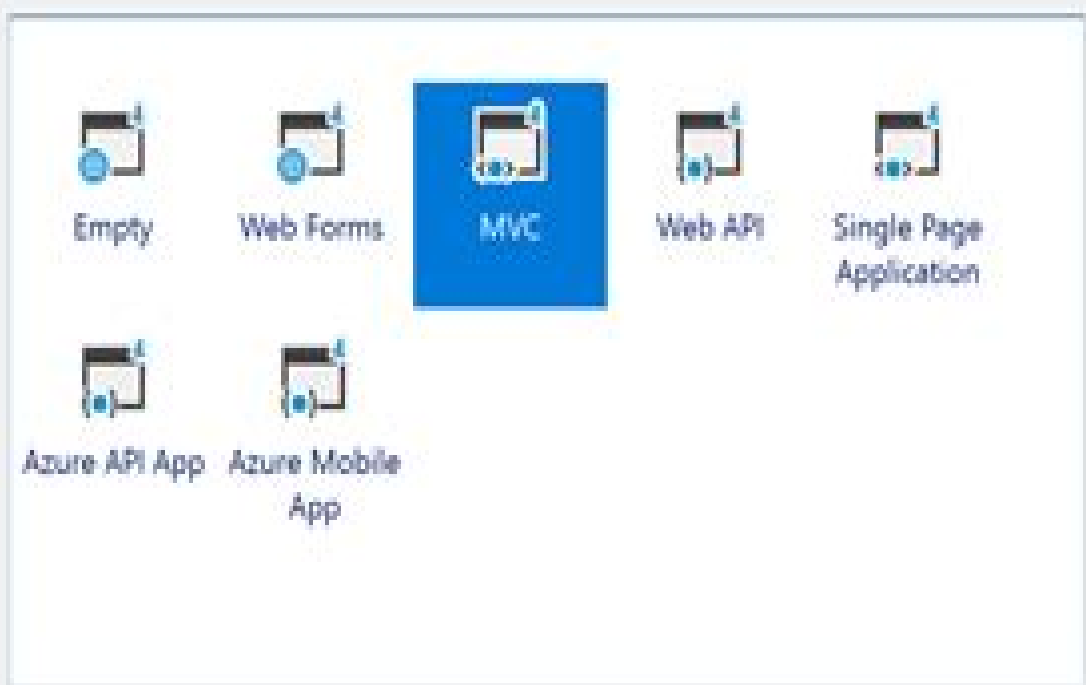 Empty
Web Forms
MVC
Web API
Single Page
Application
Azure API App
Azure Mobile
App